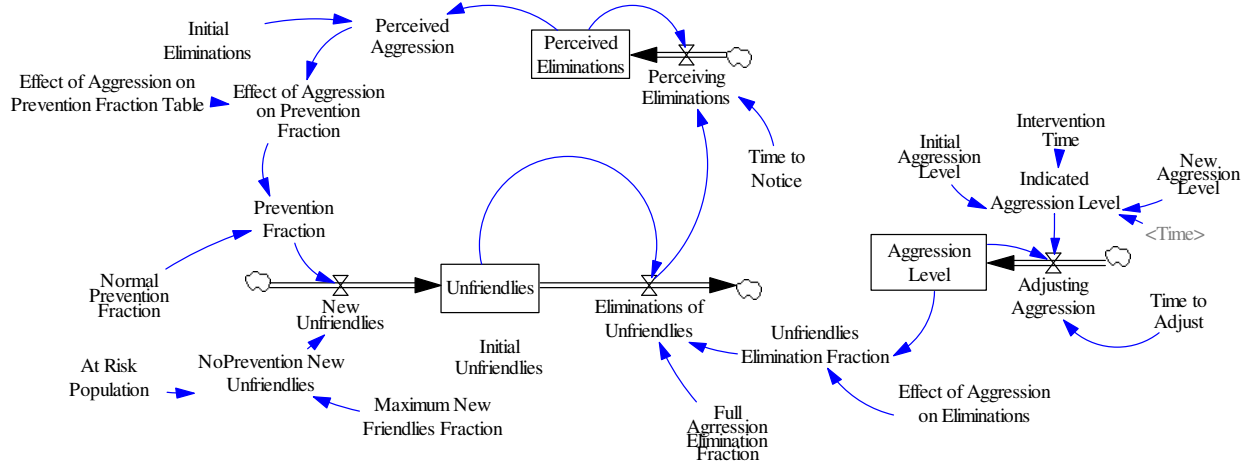 Initial
Eliminations
Perceived
Aggression
Perceived
Eliminations
Perceiving
Eliminations
Effect of Aggression on
Prevention Fraction Table
Effect of Aggression
on Prevention
Fraction
Time to
Notice
Initial
Aggression
Level
Intervention
Time
New
Aggression
Level
Indicated
Aggression Level
<Time>
Prevention
Fraction
Normal
Prevention
Fraction
New
Unfriendlies
Unfriendlies
Eliminations of
Unfriendlies
Aggression
Level
Adjusting
Aggression
Time to
Adjust
Initial
Unfriendlies
Unfriendlies
Elimination Fraction
At Risk
Population
NoPrevention New
Unfriendlies
Maximum New
Friendlies Fraction
Full
Agrression
Elimination
Fraction
Effect of Aggression
on Eliminations